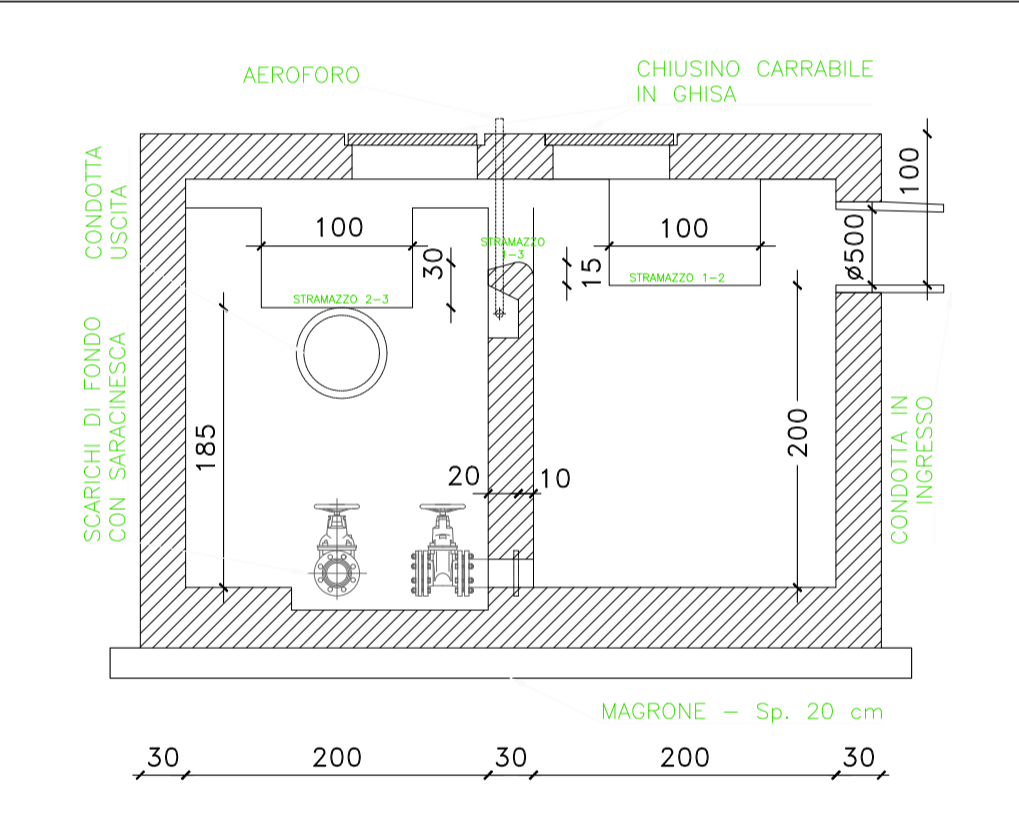 AEROFORO
CHIUSINO CARRABILE
IN GHISA
CONDOTTA
USCITA
100
100
100
30
15
ø500
STRAMAZZO
1-3
STRAMAZZO 1-2
STRAMAZZO 2-3
SCARICHI DI FONDO
CON SARACINESCA
185
200
20
10
CONDOTTA IN
INGRESSO
MAGRONE - Sp. 20 cm
30
200
30
200
30